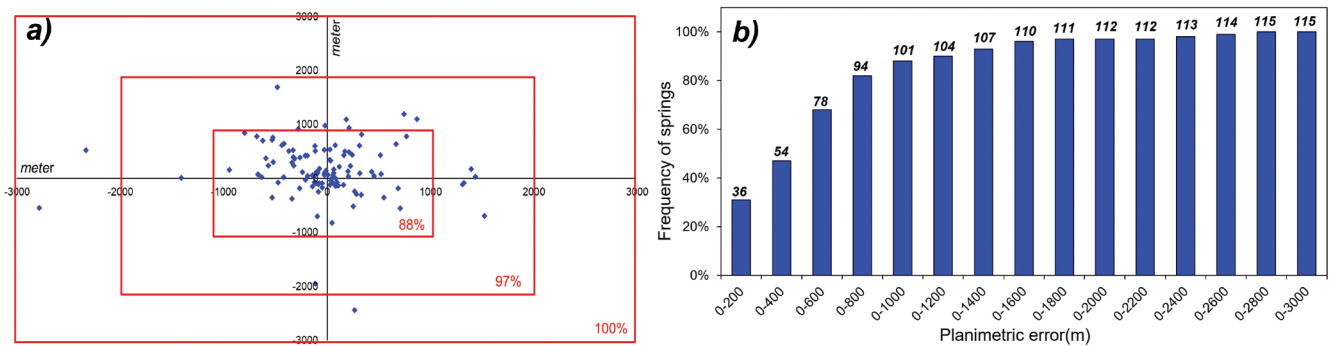 a)
3000
meter
2000
1000
meter
-3000 -2000 -1000 0 1000 2000 3000
88%
-1000
97%
-2000
100%
-3000
b)
Frequency of springs
100%
80%
60%
40%
20%
0%
36 54 78 94 101 104 107 110 111 112 112 113 114 115 115
0-200 0-400 0-600 0-800 0-1000 0-1200 0-1400 0-1600 0-1800 0-2000 0-2200 0-2400 0-2600 0-2800 0-3000
Planimetric error(m)